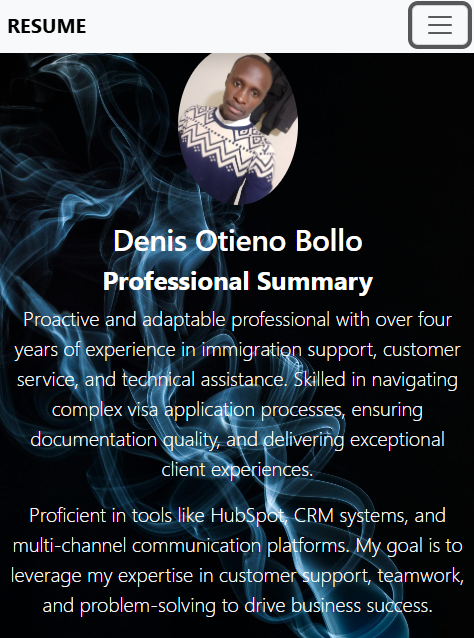 RESUME
Denis Otieno Bollo
Professional Summary
Proactive and adaptable professional with over four
years of experience in immigration support, customer
service, and technical assistance. Skilled in navigating
complex visa application processes, ensuring
documentation quality, and delivering exceptional
client experiences.
Proficient in tools like HubSpot, CRM systems, and
multi-channel communication platforms. My goal is to
leverage my expertise in customer support, teamwork,
and problem-solving to drive business success.